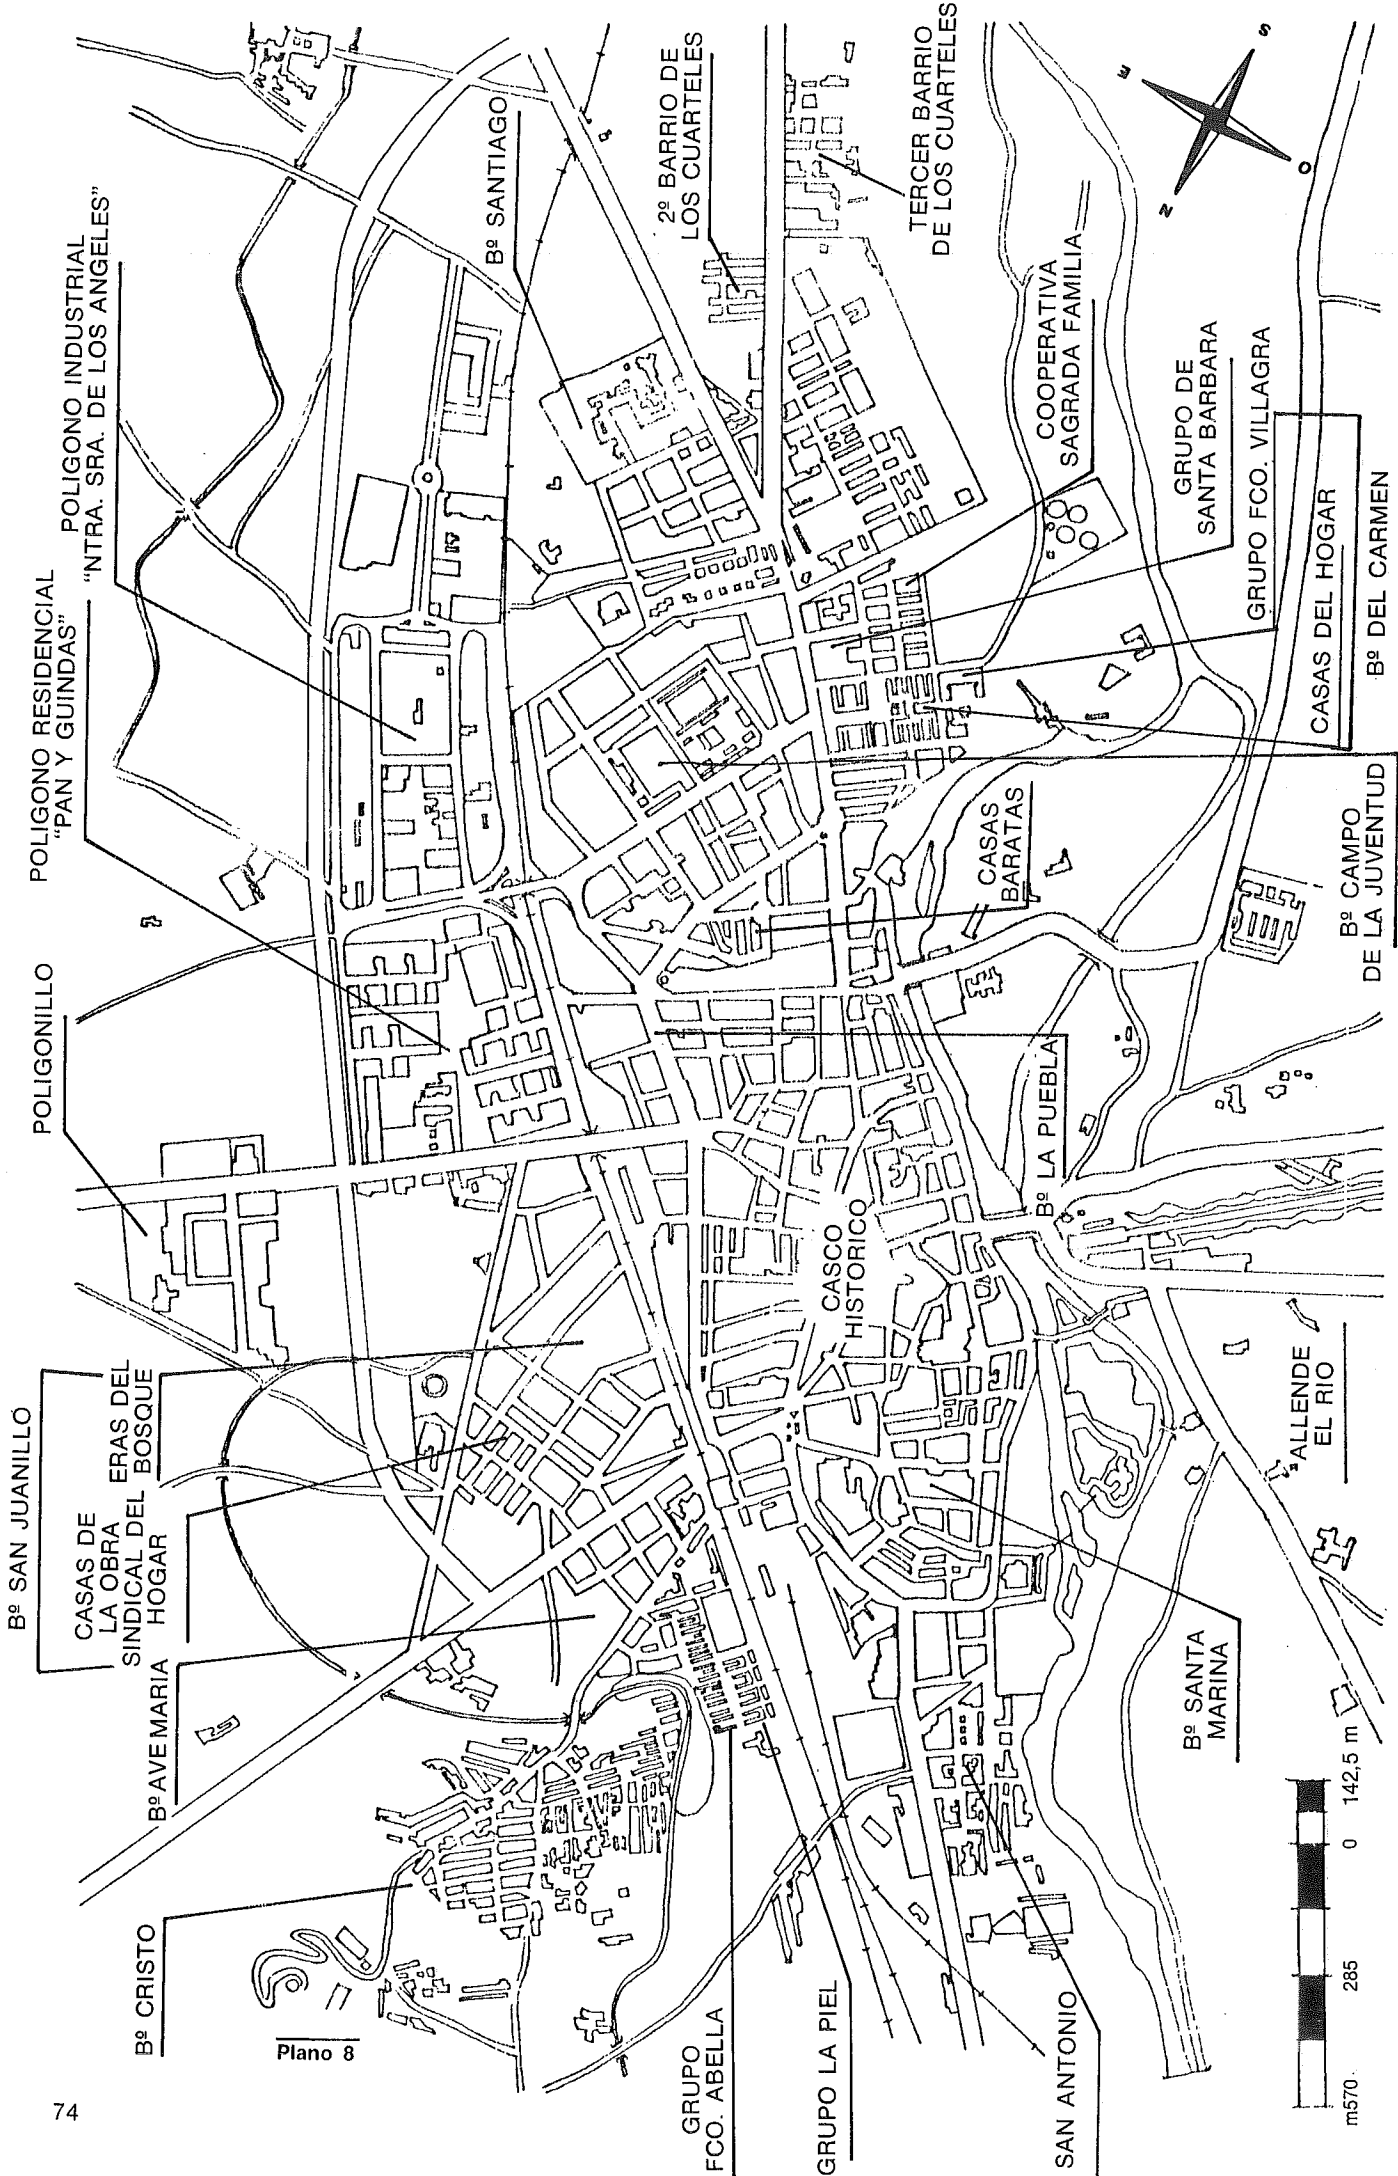 74
Plano 8
Bº CRISTO
Bº AVE MARIA
Bº SAN JUANILLO
CASAS DE
LA OBRA
SINDICAL DEL
HOGAR
ERAS DEL
BOSQUE
POLIGONILLO
POLIGONO RESIDENCIAL
"PAN Y GUINDAS"
POLIGONO INDUSTRIAL
"NTRA. SRA. DE LOS ANGELES"
Bº SANTIAGO
2º BARRIO DE
LOS CUARTELES
TERCER BARRIO
DE LOS CUARTELES
COOPERATIVA
SAGRADA FAMILIA
GRUPO DE
SANTA BARBARA
GRUPO FCO. VILLAGRA
CASAS DEL HOGAR
Bº DEL CARMEN
Bº CAMPO
DE LA JUVENTUD
CASAS
BARATAS
Bº LA PUEBLA
CASCO
HISTORICO
ALLENDE
EL RIO
Bº SANTA
MARINA
SAN ANTONIO
GRUPO LA PIEL
GRUPO
FCO. ABELLA
N
S
E
O
m570
285
0
142,5 m